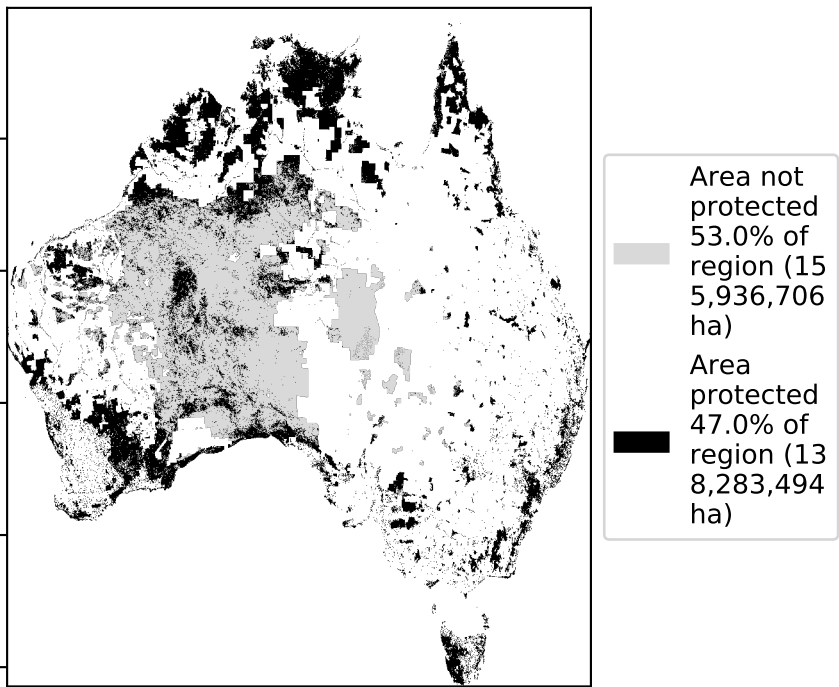 Area not
protected
53.0% of
region (15
5,936,706
ha)
Area
protected
47.0% of
region (13
8,283,494
ha)